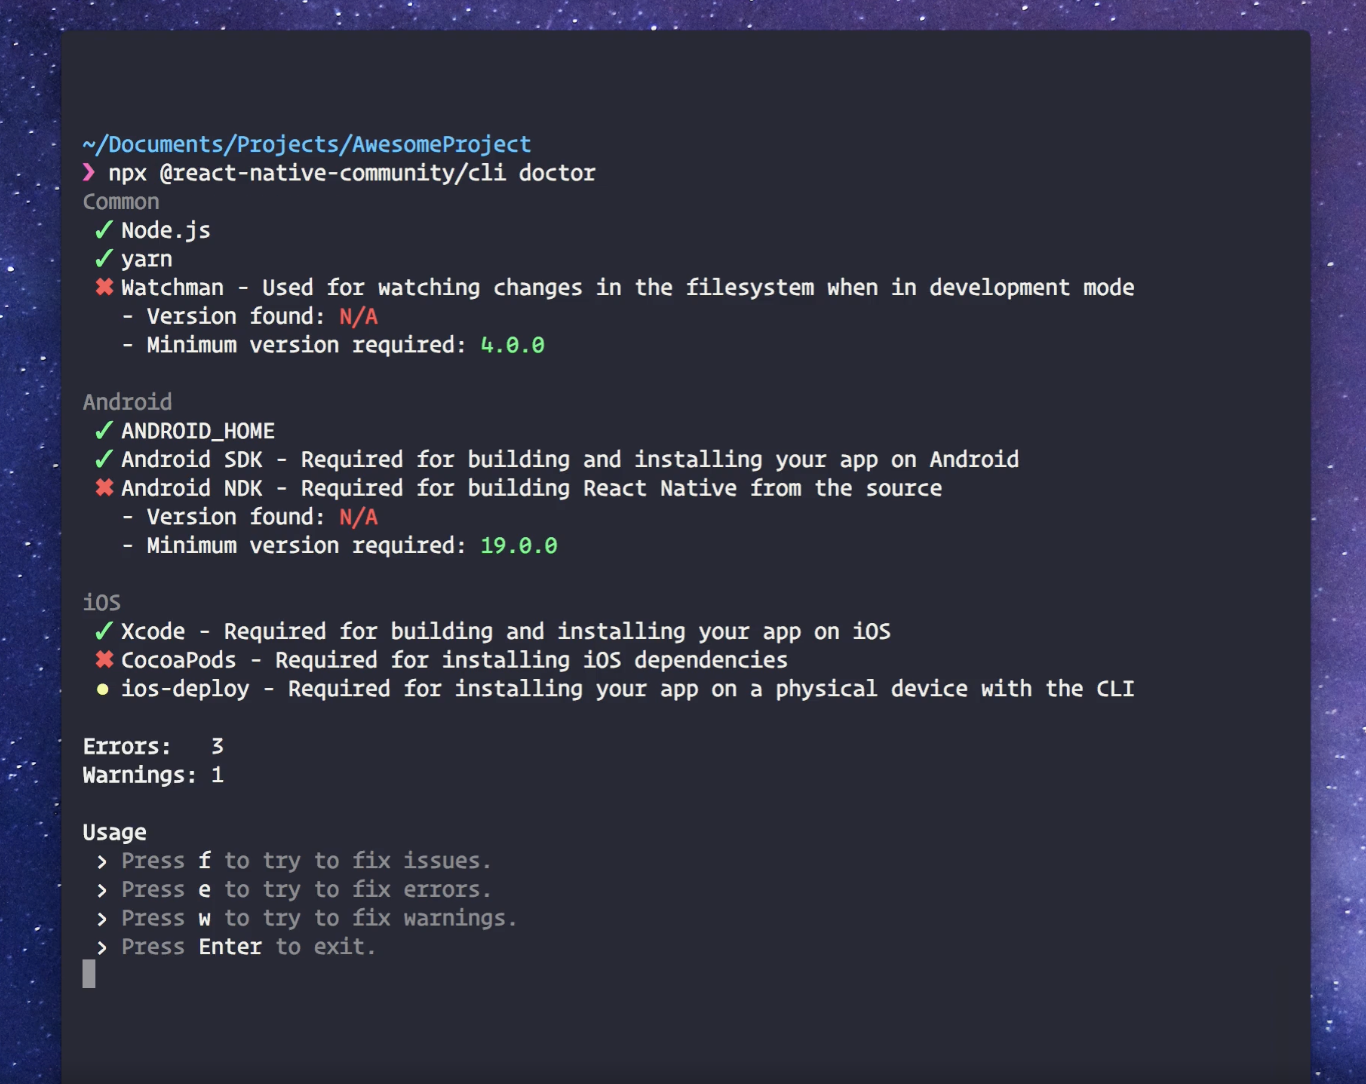 ~/Documents/Projects/AwesomeProject
❯ npx @react-native-community/cli doctor
Common
✓ Node.js
✓ yarn
✖ Watchman - Used for watching changes in the filesystem when in development mode
- Version found: N/A
- Minimum version required: 4.0.0
Android
✓ ANDROID_HOME
✓ Android SDK - Required for building and installing your app on Android
✖ Android NDK - Required for building React Native from the source
- Version found: N/A
- Minimum version required: 19.0.0
iOS
✓ Xcode - Required for building and installing your app on iOS
✖ CocoaPods - Required for installing iOS dependencies
● ios-deploy - Required for installing your app on a physical device with the CLI
Errors: 3
Warnings: 1
Usage
› Press f to try to fix issues.
› Press e to try to fix errors.
› Press w to try to fix warnings.
› Press Enter to exit.